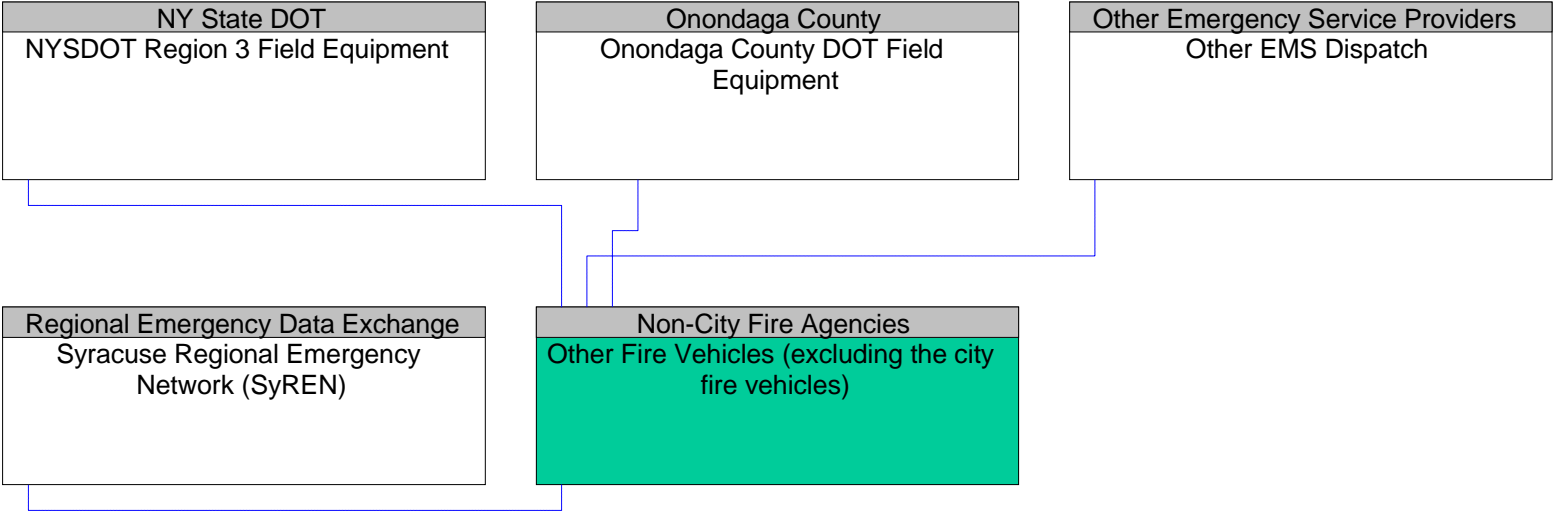 NY State DOT
NYSDOT Region 3 Field Equipment
Onondaga County
Onondaga County DOT Field
Equipment
Other Emergency Service Providers
Other EMS Dispatch
Regional Emergency Data Exchange
Syracuse Regional Emergency
Network (SyREN)
Non-City Fire Agencies
Other Fire Vehicles (excluding the city
fire vehicles)